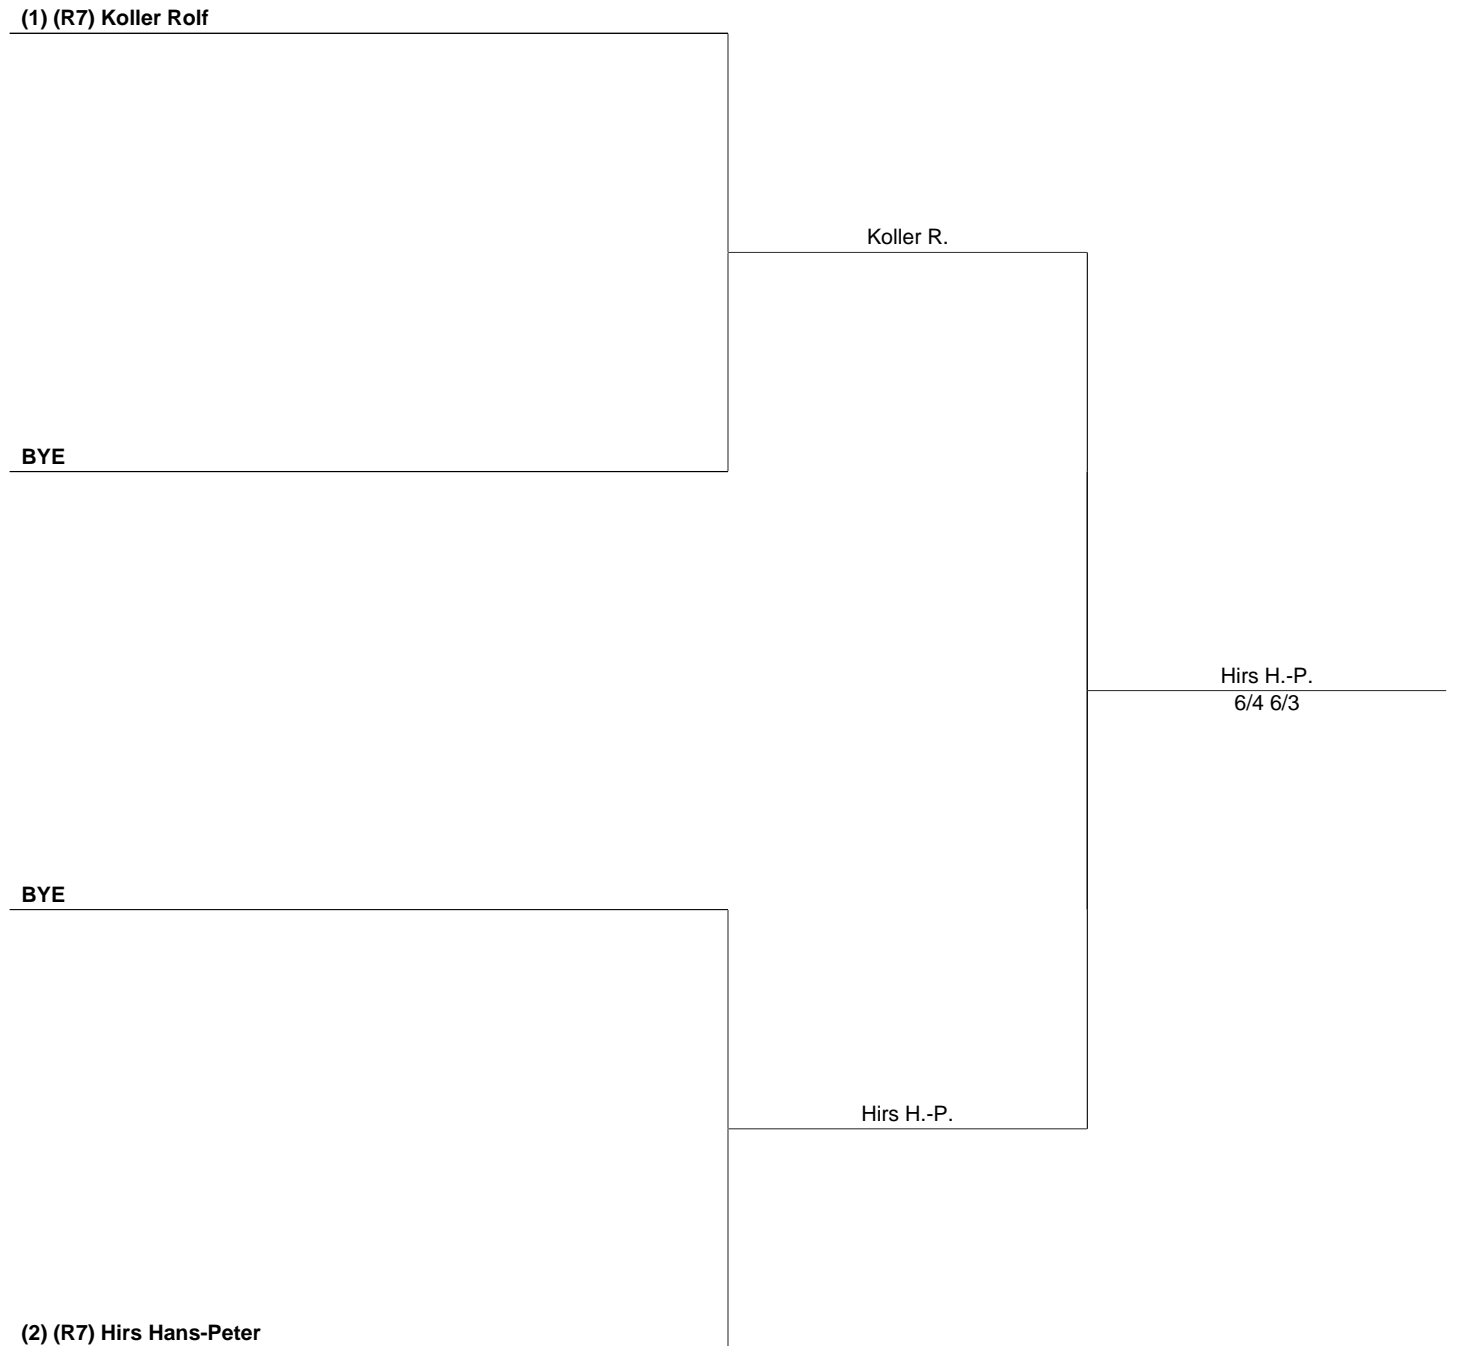 (1) (R7) Koller Rolf
Koller R.
BYE
Hirs H.-P.
6/4 6/3
BYE
Hirs H.-P.
(2) (R7) Hirs Hans-Peter